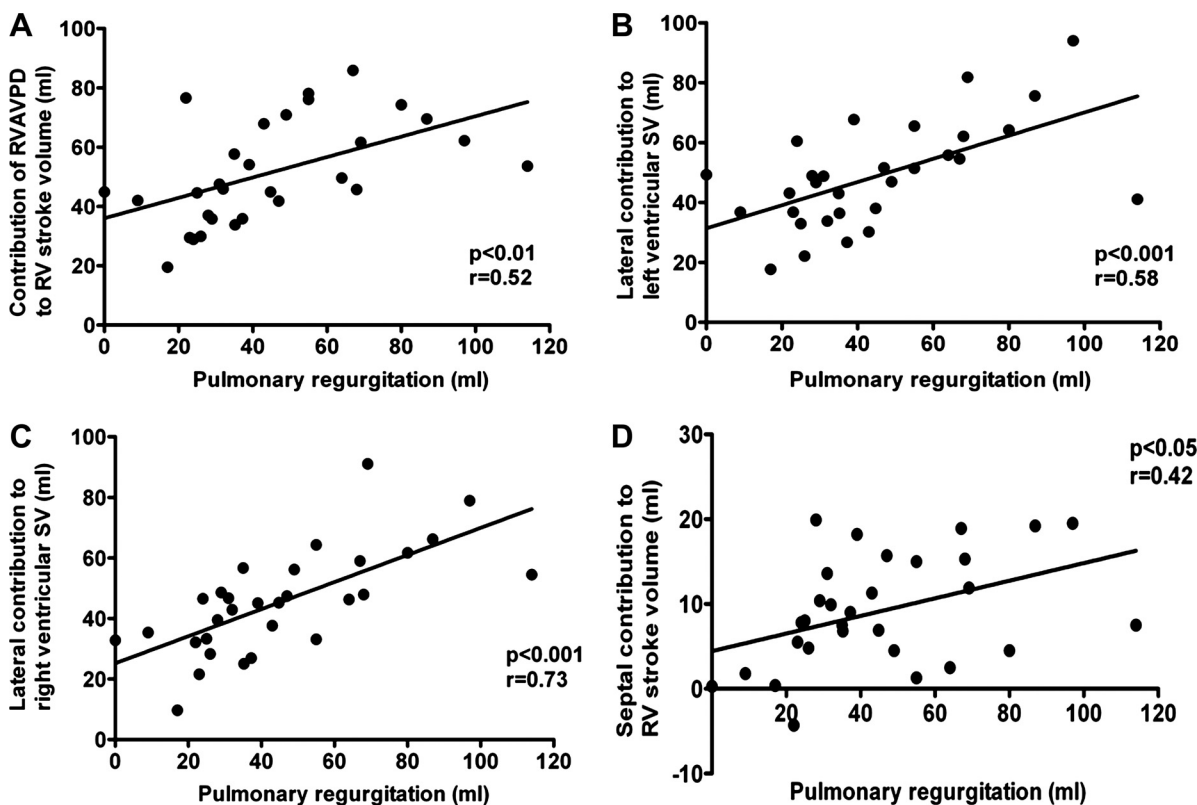 A
Contribution of RVAVPD
to RV stroke volume (ml)
100
80
60
40
20
0
0 20 40 60 80 100 120
Pulmonary regurgitation (ml)
p<0.01
r=0.52
B
Lateral contribution to
left ventricular SV (ml)
100
80
60
40
20
0
0 20 40 60 80 100 120
Pulmonary regurgitation (ml)
p<0.001
r=0.58
C
Lateral contribution to
right ventricular SV (ml)
100
80
60
40
20
0
0 20 40 60 80 100 120
Pulmonary regurgitation (ml)
p<0.001
r=0.73
D
Septal contribution to
RV stroke volume (ml)
30
20
10
0
-10
20 40 60 80 100 120
Pulmonary regurgitation (ml)
p<0.05
r=0.42